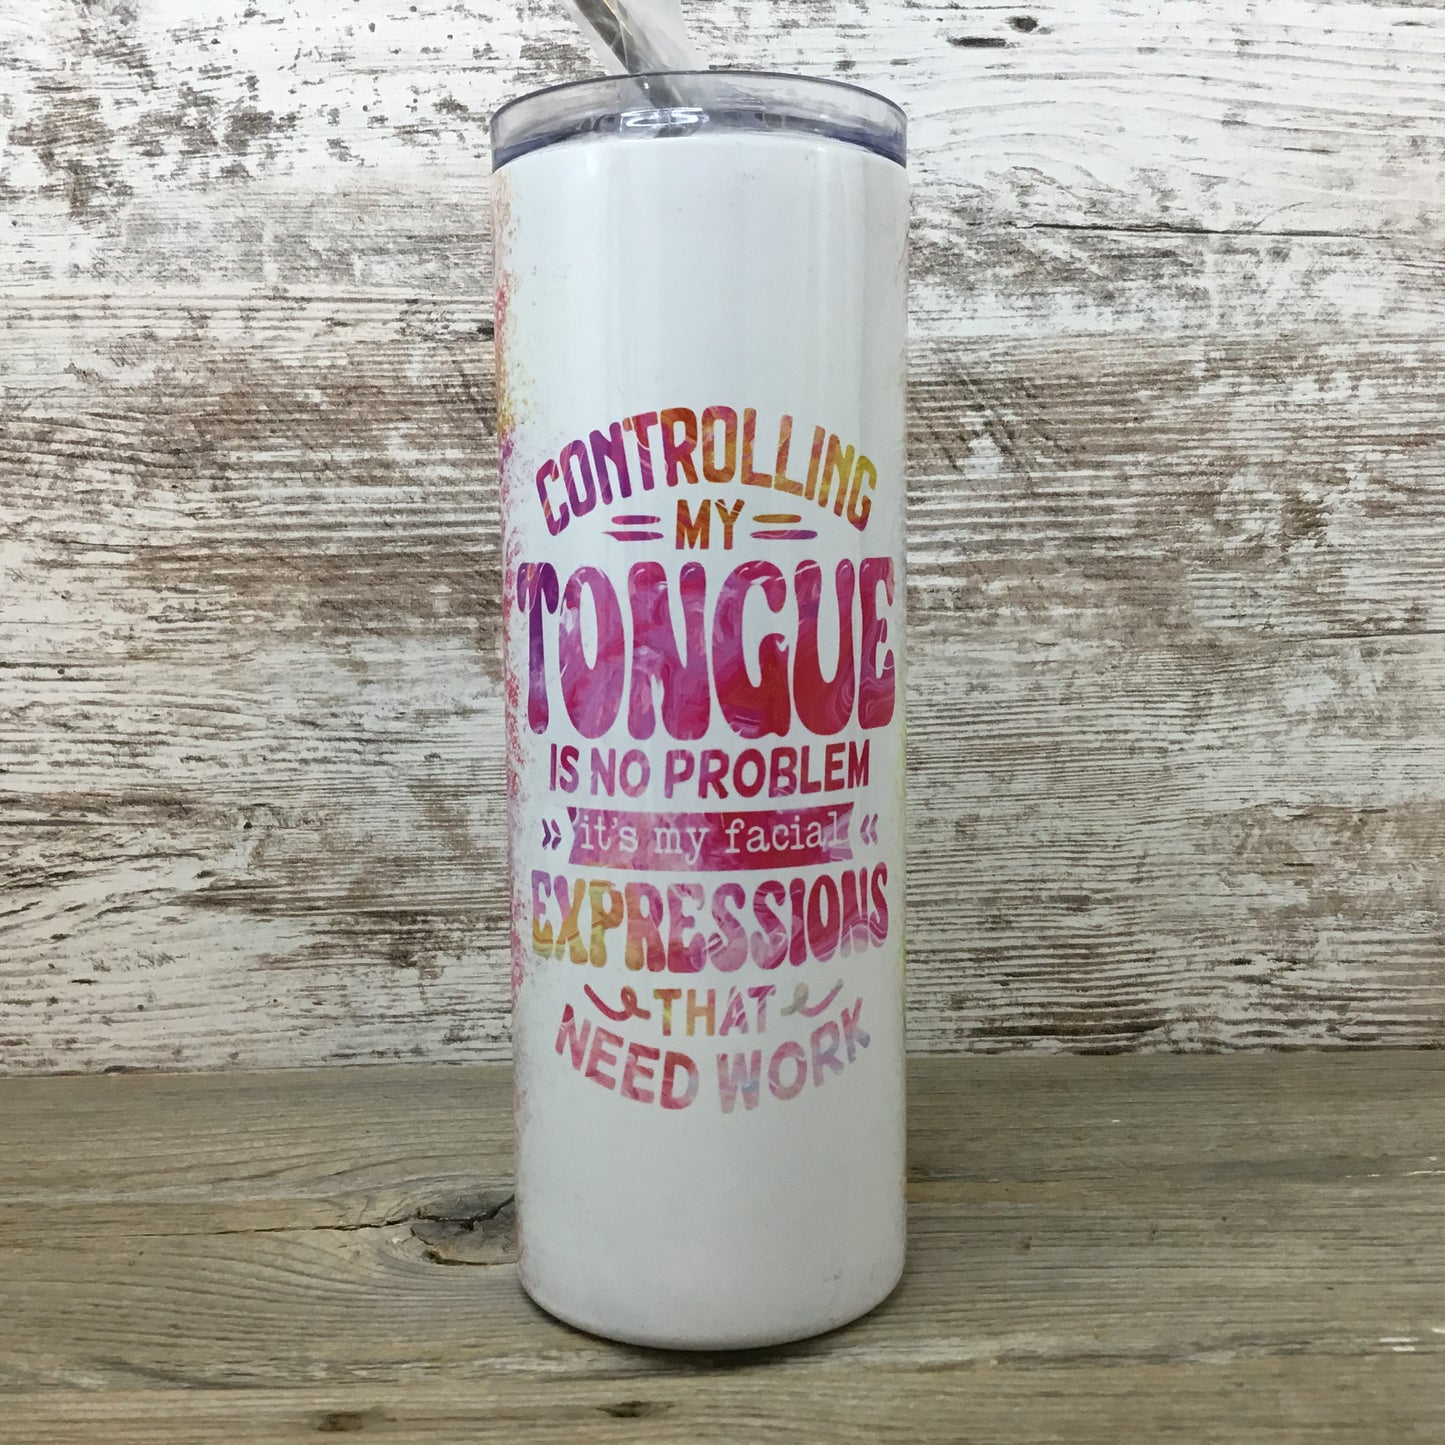 CONTROLLING
MY
TONGUE
IS NO PROBLEM
it's my facial
EXPRESSIONS
THAT
NEED WORK